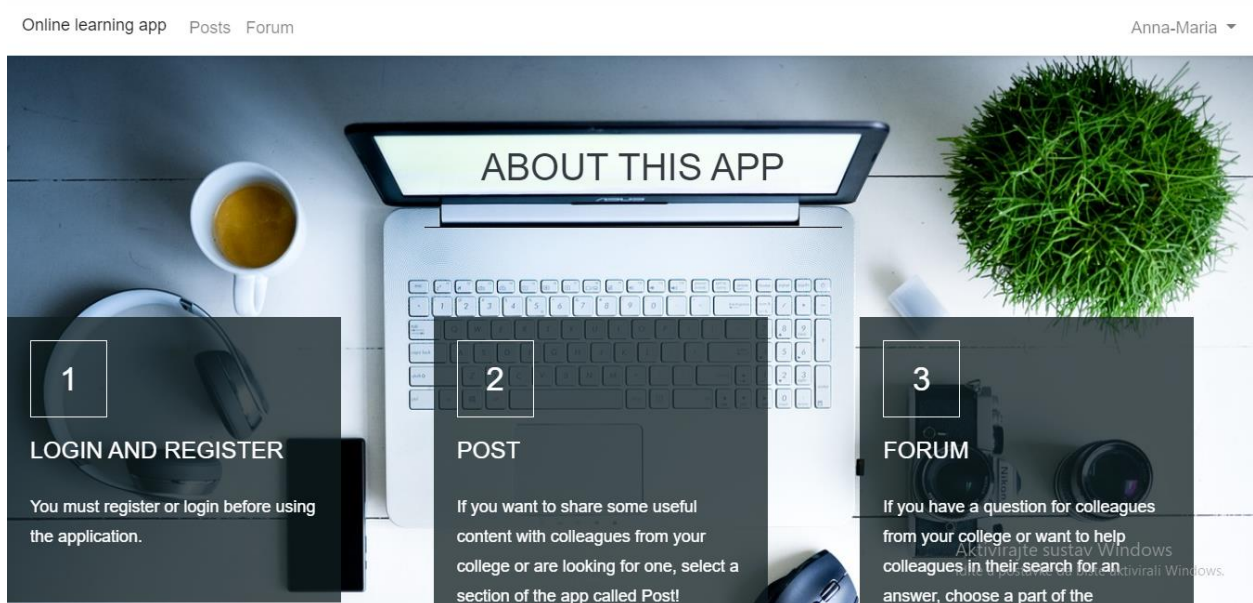 Online learning app Posts Forum Anna-Maria
ABOUT THIS APP
ASUS
1
LOGIN AND REGISTER
You must register or login before using
the application.
2
POST
If you want to share some useful
content with colleagues from your
college or are looking for one, select a
section of the app called Post!
3
FORUM
If you have a question for colleagues
from your college or want to help
colleagues in their search for an
answer, choose a part of the
Nikon
Aktivirajte sustav Windows
aktivirali Windows.